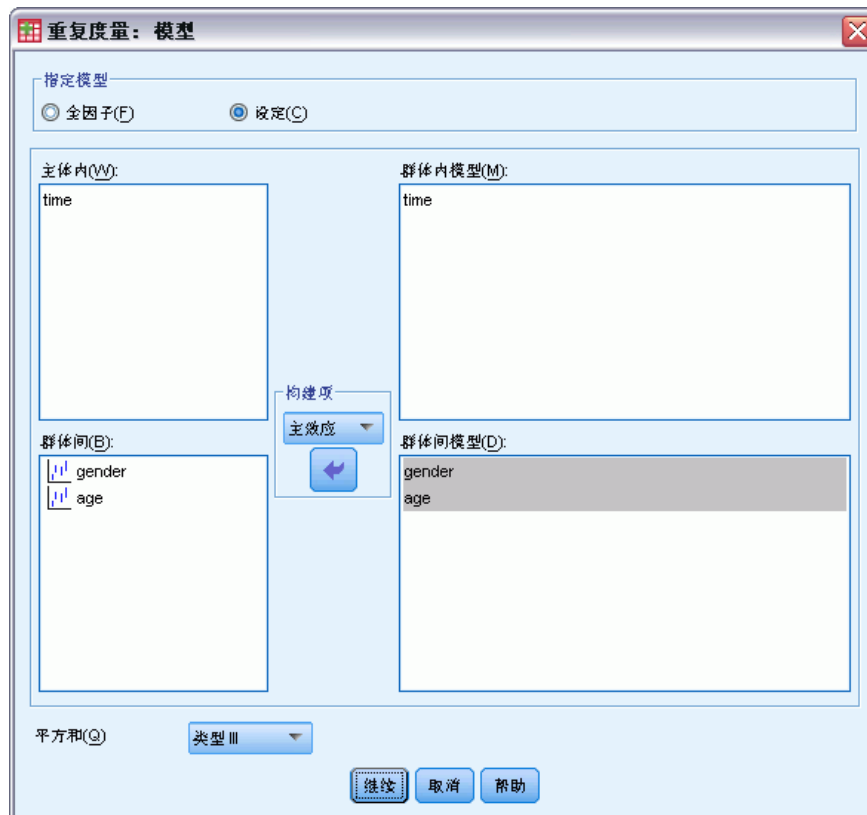 重复度量：模型
指定模型
全因子(F)
设定(C)
主体内(W):
time
群体内模型(M):
time
构建项
主效应
群体间(B):
gender
age
群体间模型(D):
gender
age
平方和(Q)
类型 III
继续
取消
帮助